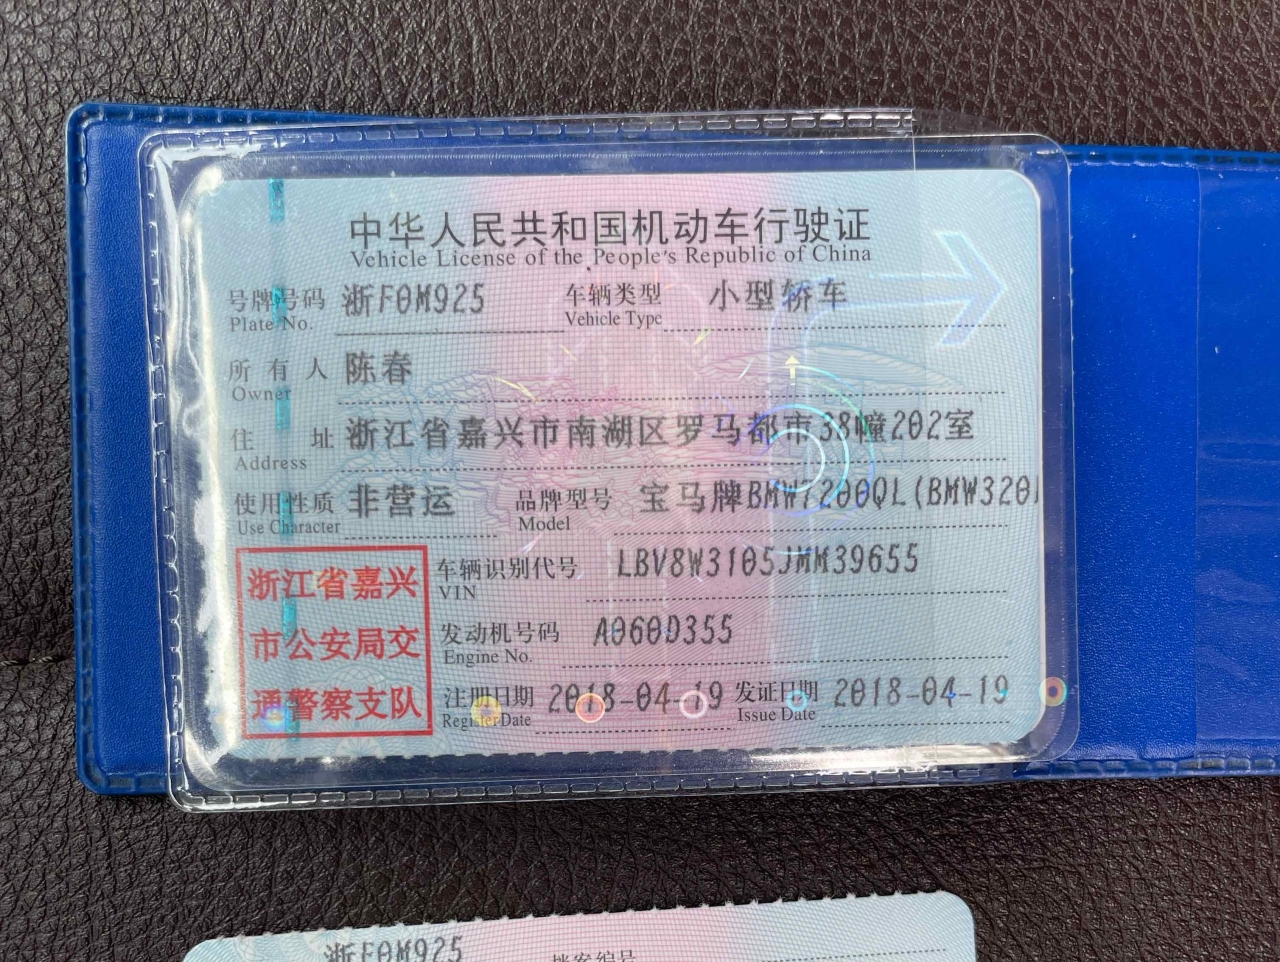 中华人民共和国机动车行驶证
Vehicle License of the People's Republic of China
号牌号码 浙F0M925 车辆类型 小型轿车
Plate No. Vehicle Type
所有人 陈春
Owner
住址 浙江省嘉兴市南湖区罗马都市38幢202室
Address
使用性质 非营运 品牌型号 宝马牌BMW7200QL(BMW320
Use Character Model
浙江省嘉兴
市公安局交
通警察支队
车辆识别代号 LBV8W3105JMM39655
VIN
发动机号码 A060D355
Engine No.
注册日期 2018-04-19 发证日期 2018-04-19
Register Date Issue Date
浙F0M925 档案编号